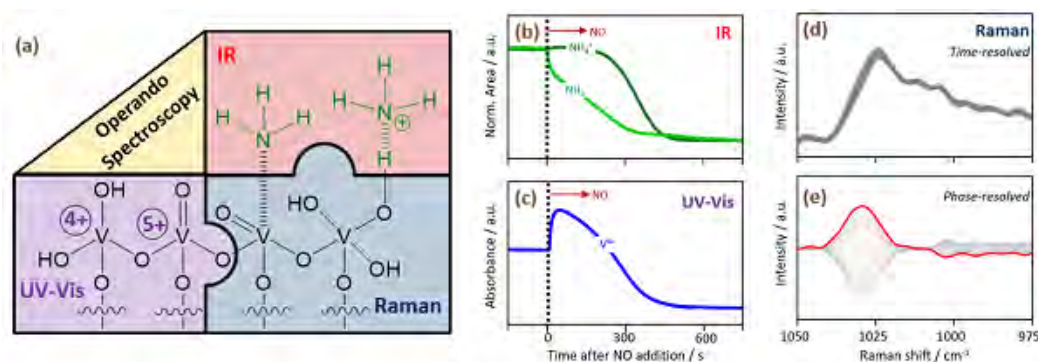 (a)
Operando
Spectroscopy
IR
H
H
N
H
H
H
N
+
H
H
OH
4+
V
HO
O
UV-Vis
O
5+
V
O
O
O
V
O
O
HO
V
O
OH
O
Raman
(b)
NO
IR
NH₄⁺
NH₃
Norm. Area / a.u.
(c)
NO
UV-Vis
Absorbance / a.u.
0
300
600
Time after NO addition / s
(d)
Raman
Time-resolved
Intensity / a.u.
(e)
Phase-resolved
Intensity / a.u.
1050
1025
1000
975
Raman shift / cm⁻¹